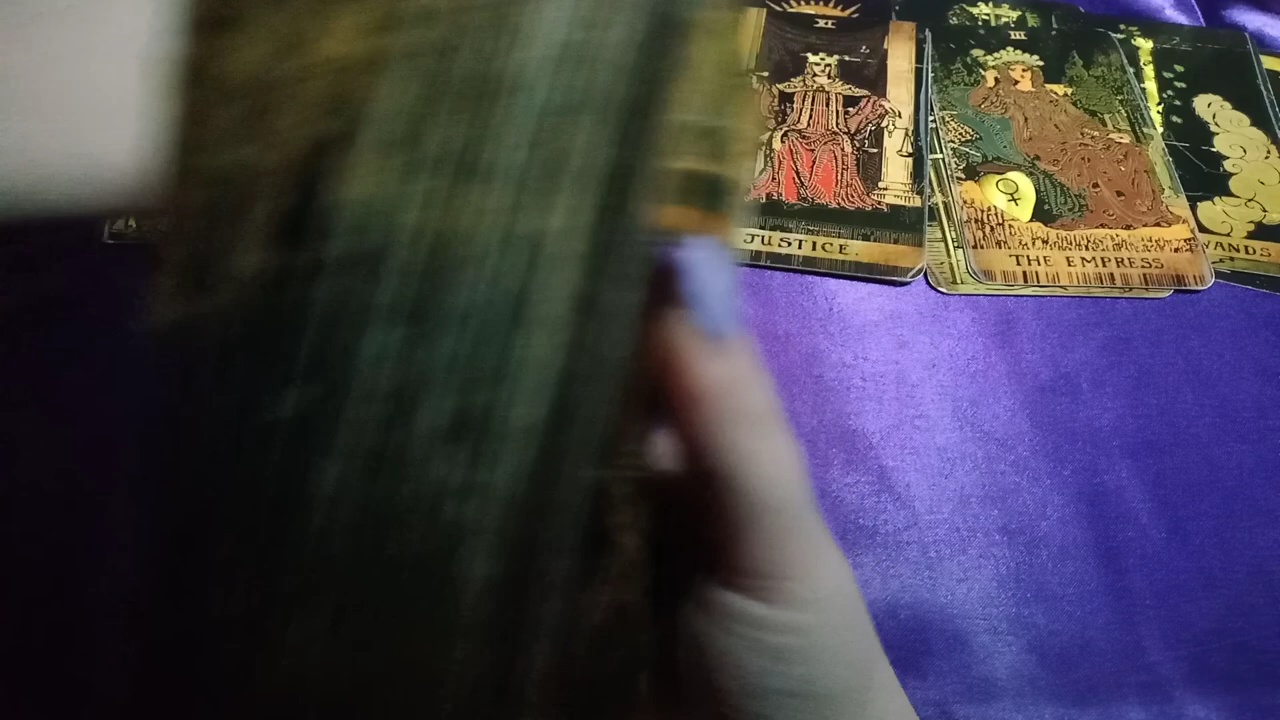 XI
JUSTICE.
III
THE EMPRESS
WANDS